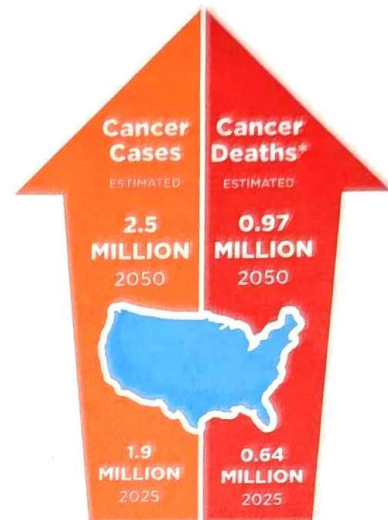 Cancer
Cases
ESTIMATED
2.5
MILLION
2050
1.9
MILLION
2025
Cancer
Deaths*
ESTIMATED
0.97
MILLION
2050
0.64
MILLION
2025